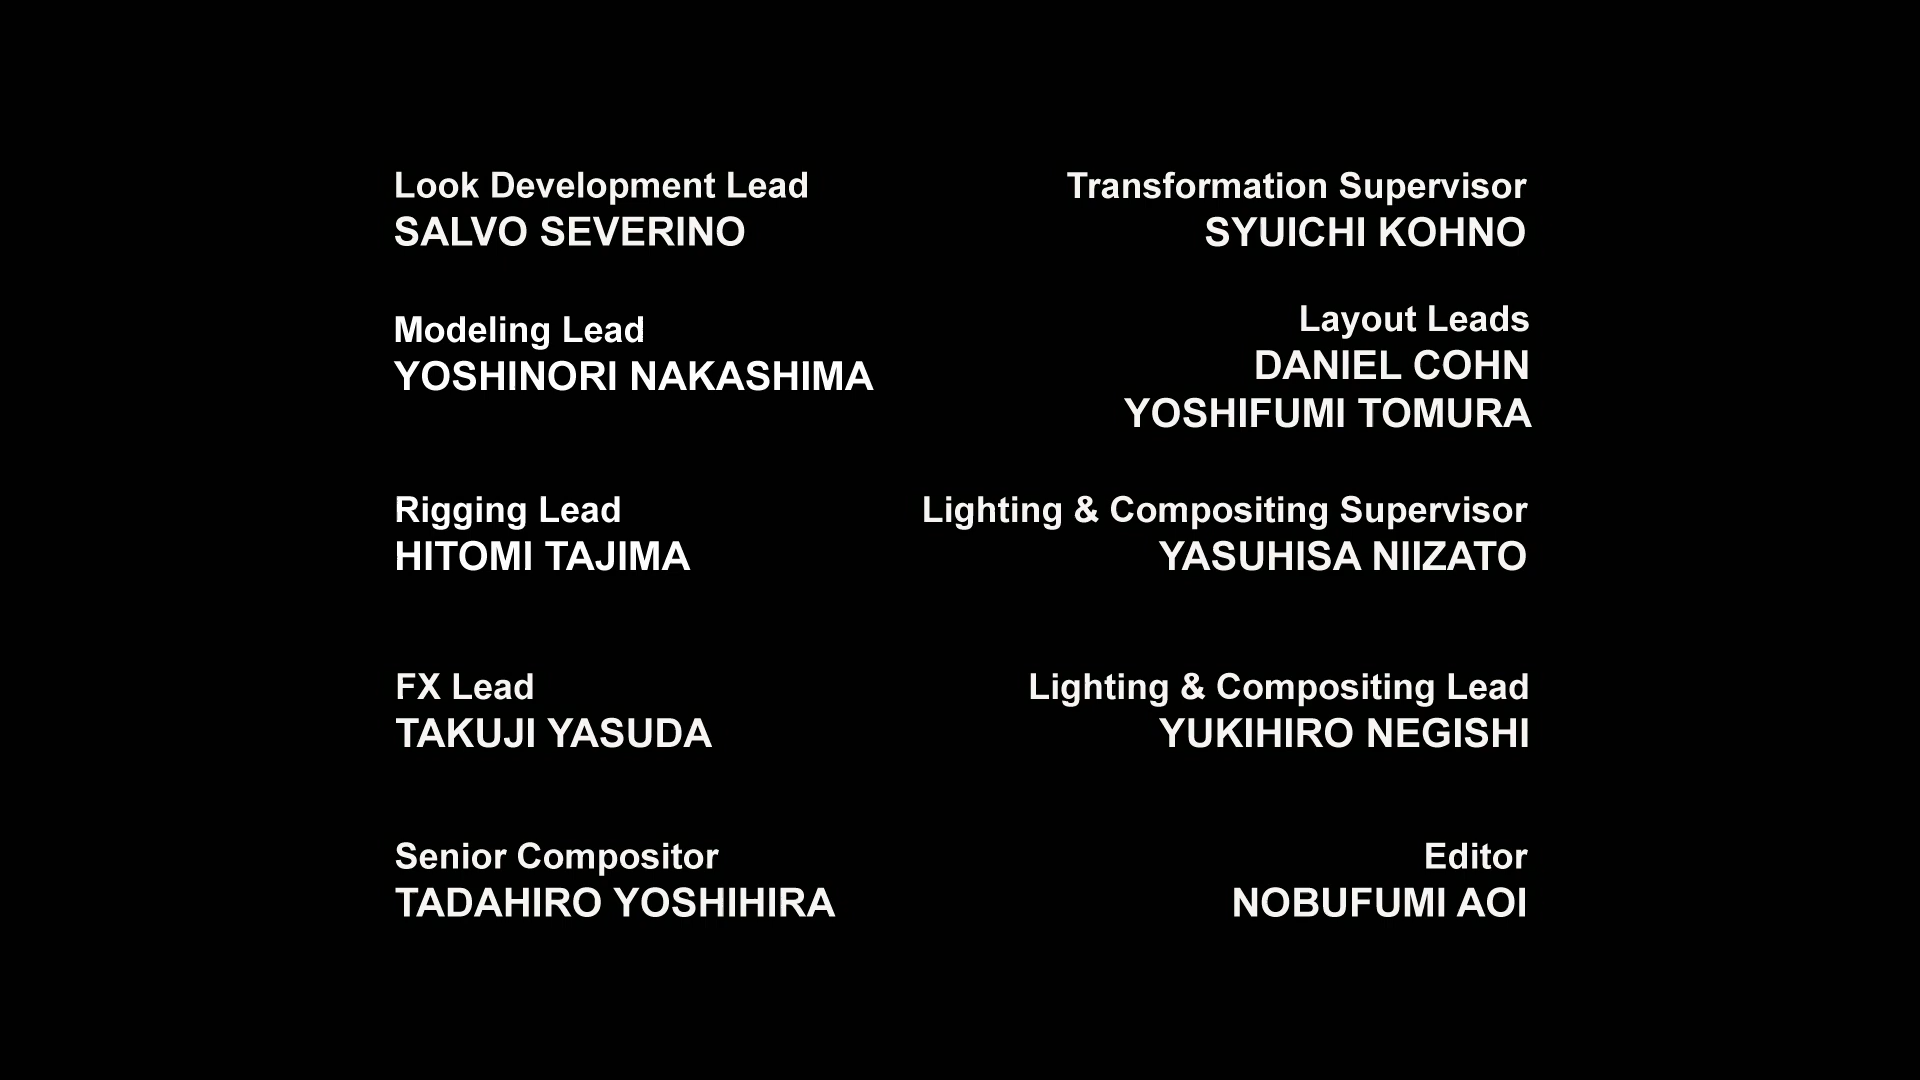 Look Development Lead
SALVO SEVERINO
Transformation Supervisor
SYUICHI KOHNO
Modeling Lead
YOSHINORI NAKASHIMA
Layout Leads
DANIEL COHN
YOSHIFUMI TOMURA
Rigging Lead
HITOMI TAJIMA
Lighting & Compositing Supervisor
YASUHISA NIIZATO
FX Lead
TAKUJI YASUDA
Lighting & Compositing Lead
YUKIHIRO NEGISHI
Senior Compositor
TADAHIRO YOSHIHIRA
Editor
NOBUFUMI AOI